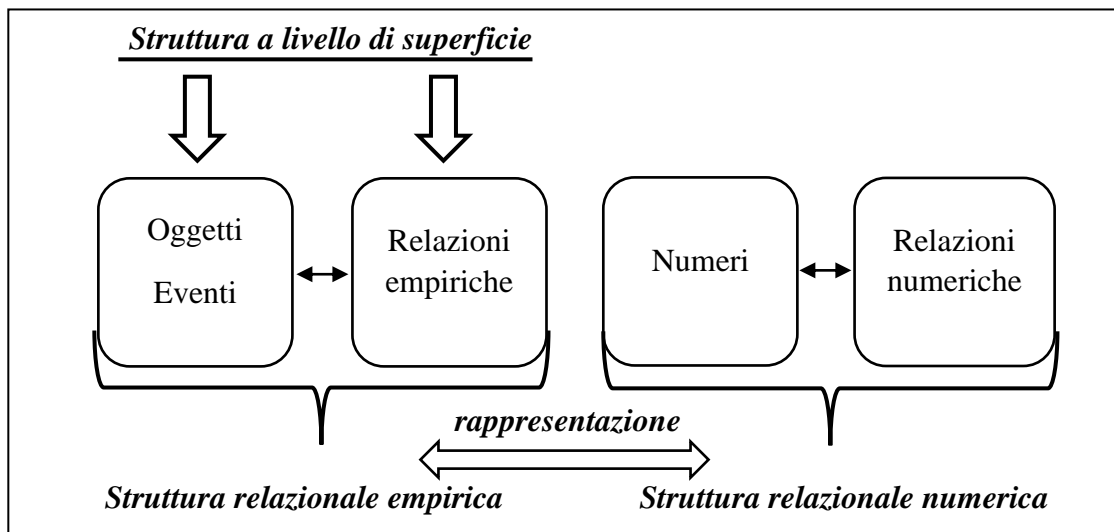 Struttura a livello di superficie
Oggetti
Eventi
Relazioni
empiriche
Numeri
Relazioni
numeriche
rappresentazione
Struttura relazionale empirica
Struttura relazionale numerica